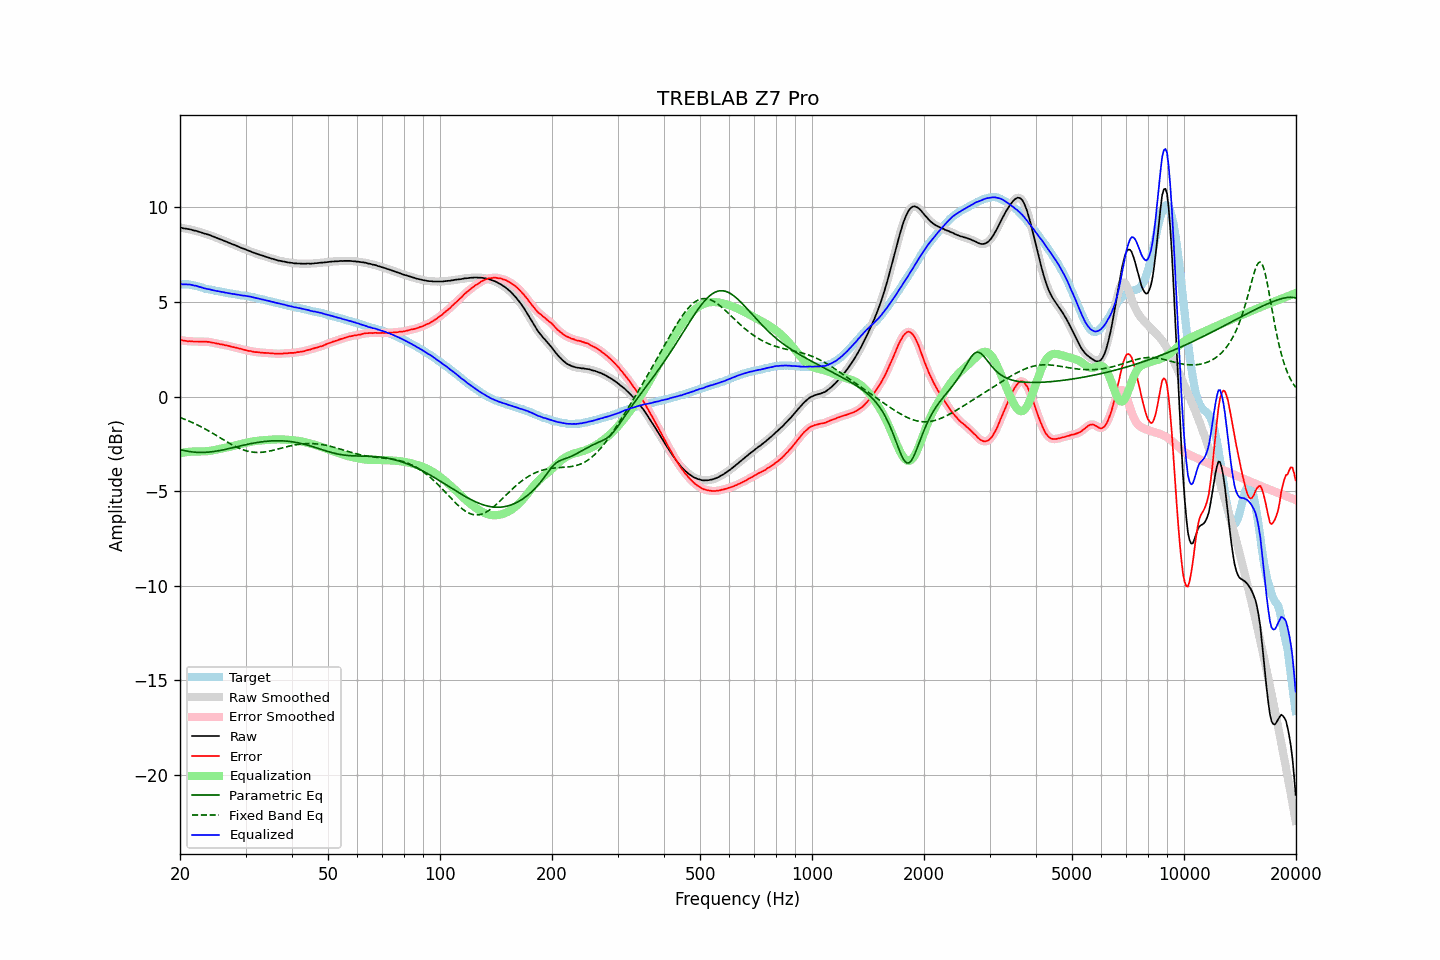 TREBLAB Z7 Pro
Amplitude (dBr)
10
5
0
−5
−10
−15
−20
Target
Raw Smoothed
Error Smoothed
Raw
Error
Equalization
Parametric Eq
Fixed Band Eq
Equalized
20 50 100 200 500 1000 2000 5000 10000 20000
Frequency (Hz)